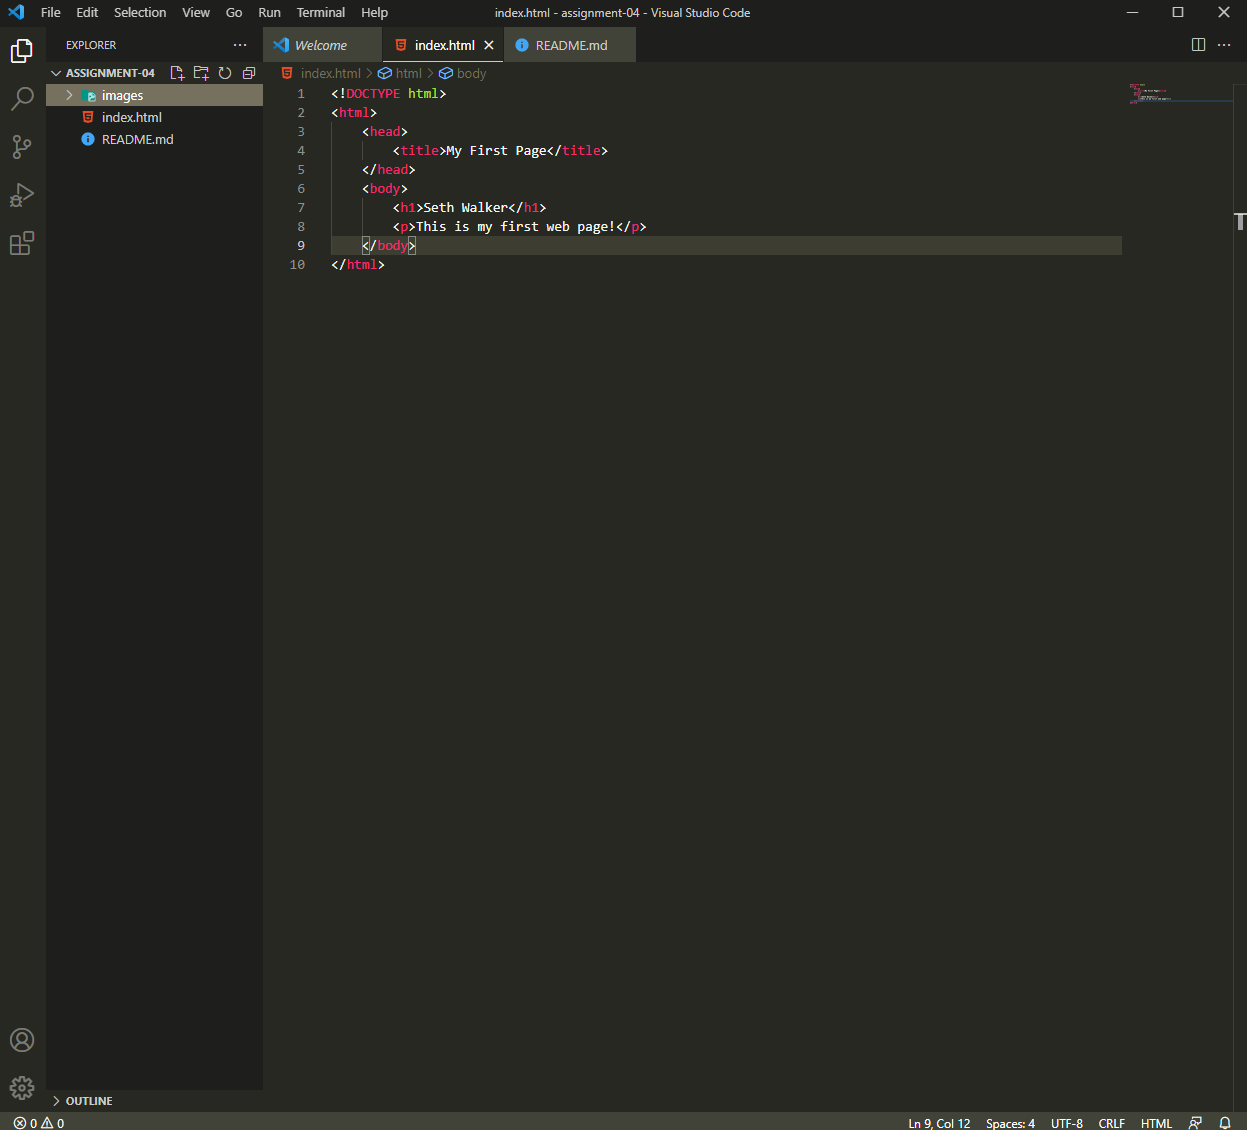 File Edit Selection View Go Run Terminal Help index.html - assignment-04 - Visual Studio Code
EXPLORER
Welcome index.html README.md
ASSIGNMENT-04
images
index.html
README.md
index.html html body
1 <!DOCTYPE html>
2 <html>
3 <head>
4 <title>My First Page</title>
5 </head>
6 <body>
7 <h1>Seth Walker</h1>
8 <p>This is my first web page!</p>
9 </body>
10 </html>
OUTLINE
0 0 Ln 9, Col 12 Spaces: 4 UTF-8 CRLF HTML